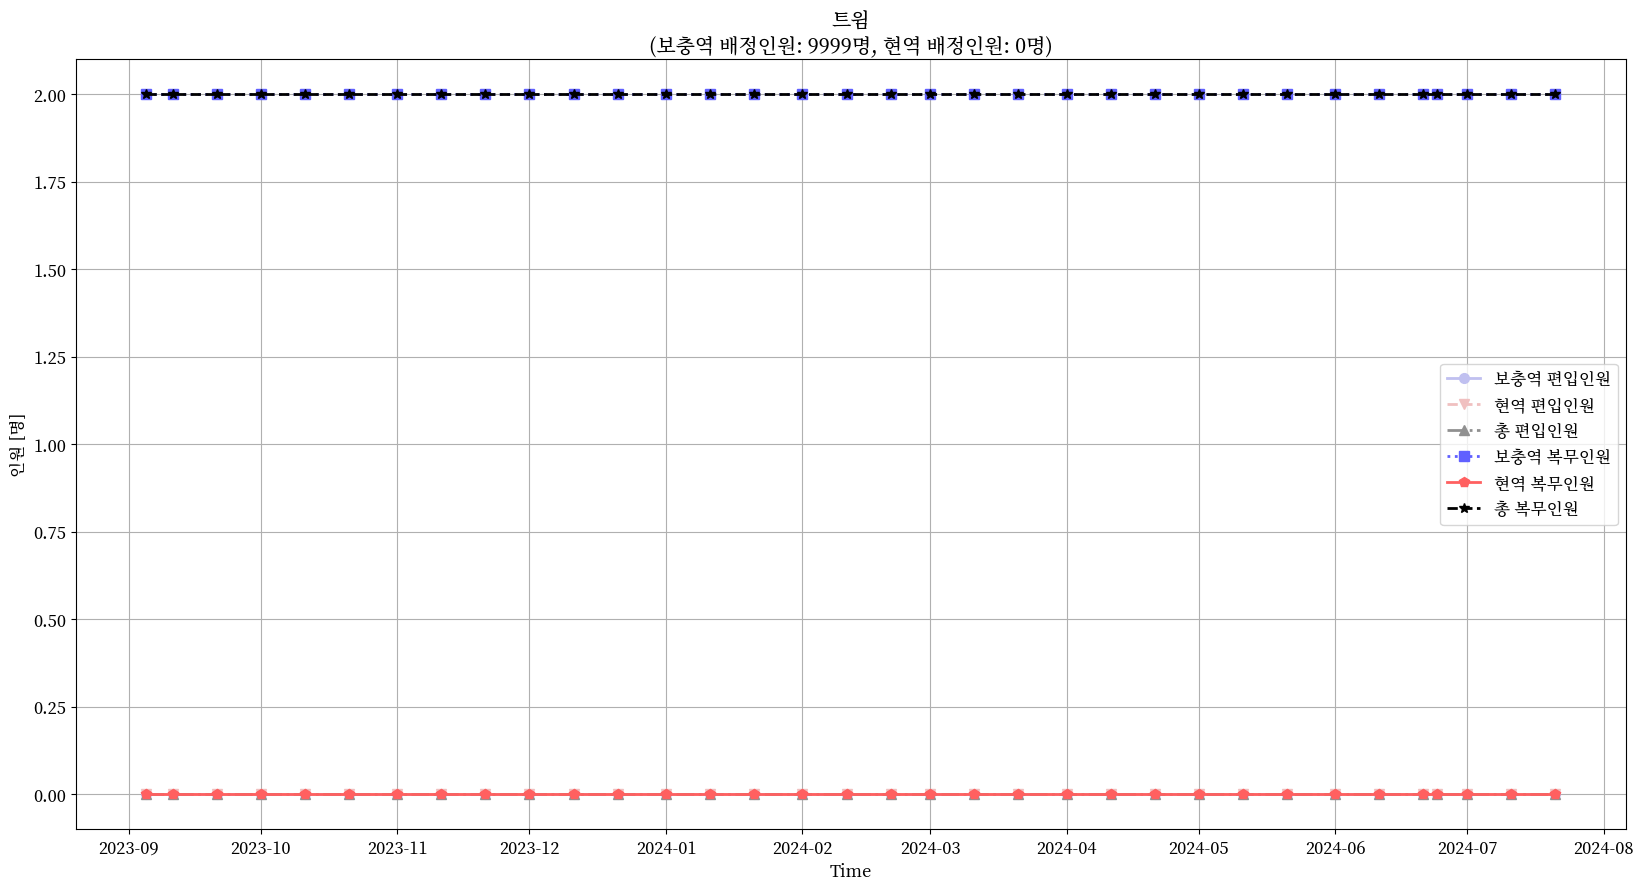 트윔
(보충역 배정인원: 9999명, 현역 배정인원: 0명)
2.00
1.75
1.50
1.25
1.00
0.75
0.50
0.25
0.00
인원 [명]
보충역 편입인원
현역 편입인원
총 편입인원
보충역 복무인원
현역 복무인원
총 복무인원
2023-09 2023-10 2023-11 2023-12 2024-01 2024-02 2024-03 2024-04 2024-05 2024-06 2024-07 2024-08
Time